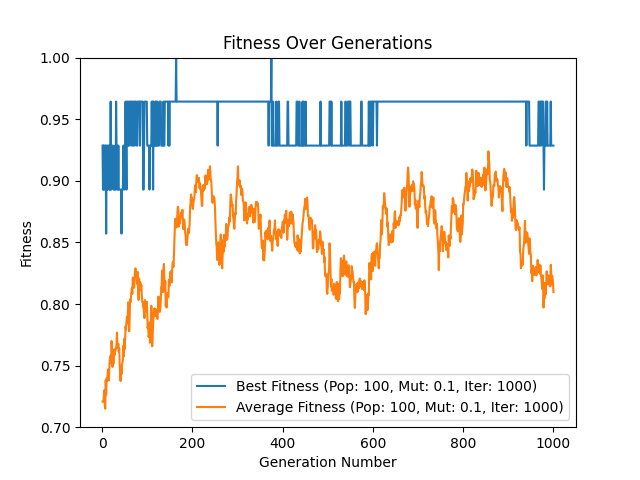 Fitness Over Generations
1.00
0.95
0.90
0.85
0.80
0.75
0.70
Fitness
Best Fitness (Pop: 100, Mut: 0.1, Iter: 1000)
Average Fitness (Pop: 100, Mut: 0.1, Iter: 1000)
0 200 400 600 800 1000
Generation Number